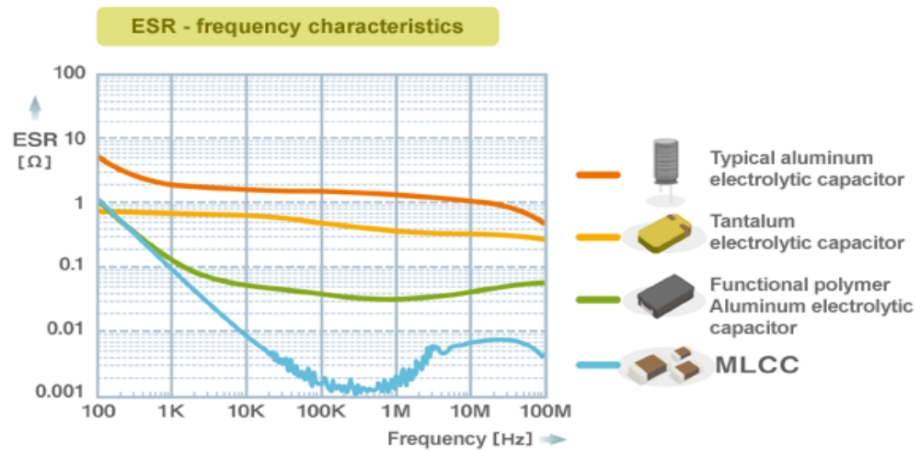 ESR - frequency characteristics
100
10
1
0.1
0.01
0.001
ESR
[Ω]
100
1K
10K
100K
1M
10M
100M
Frequency [Hz]
Typical aluminum
electrolytic capacitor
Tantalum
electrolytic capacitor
Functional polymer
Aluminum electrolytic
capacitor
MLCC